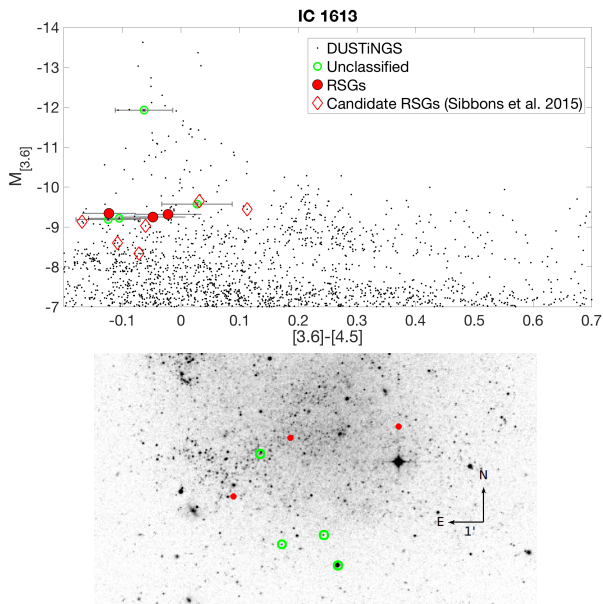 IC 1613
-14
-13
-12
-11
-10
-9
-8
-7
M[3.6]
DUSTiNGS
Unclassified
RSGs
Candidate RSGs (Sibbons et al. 2015)
-0.1 0 0.1 0.2 0.3 0.4 0.5 0.6 0.7
[3.6]-[4.5]
N
E
1'